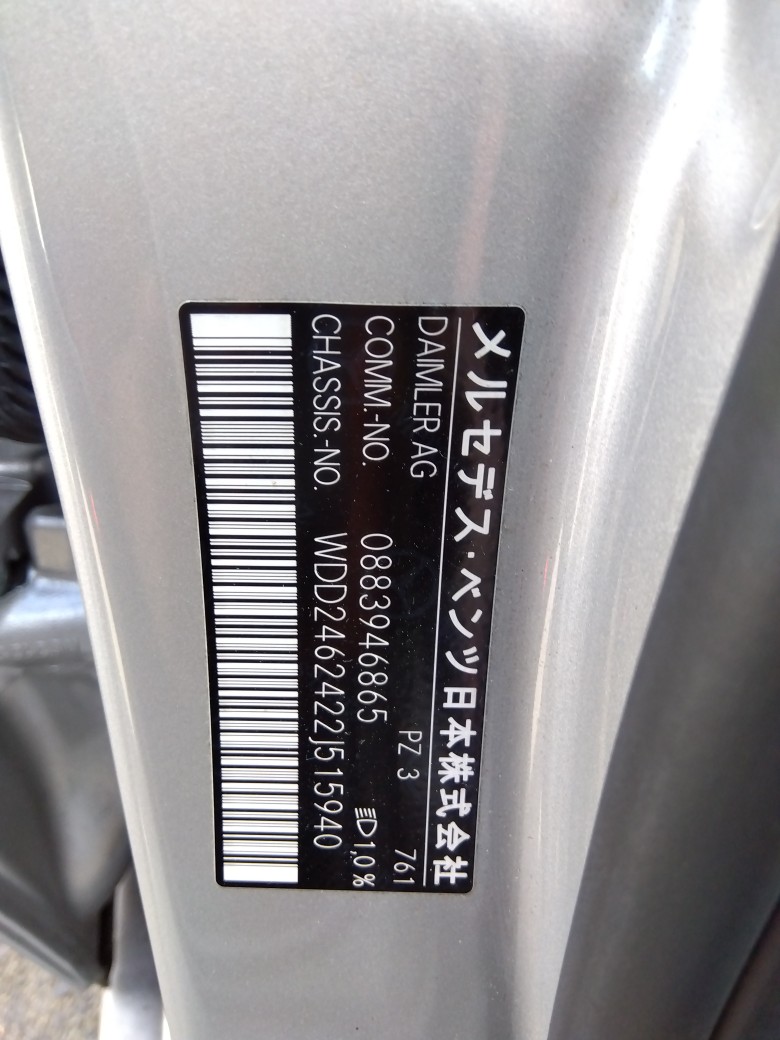 メルセデス・ベンツ日本株式会社
DAIMLER AG PZ 3 761
COMM.-NO. 0883946865 1,0 %
CHASSIS.-NO. WDD2462422J515940